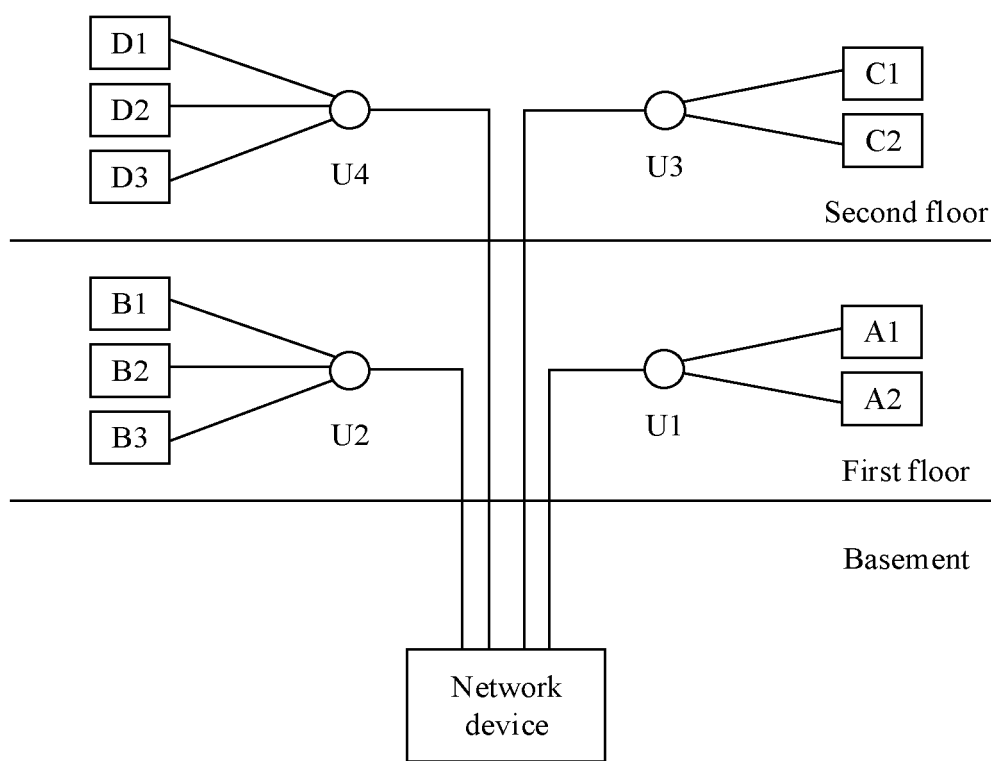 D1
D2
D3
U4
C1
C2
U3
Second floor
B1
B2
B3
U2
A1
A2
U1
First floor
Basement
Network
device